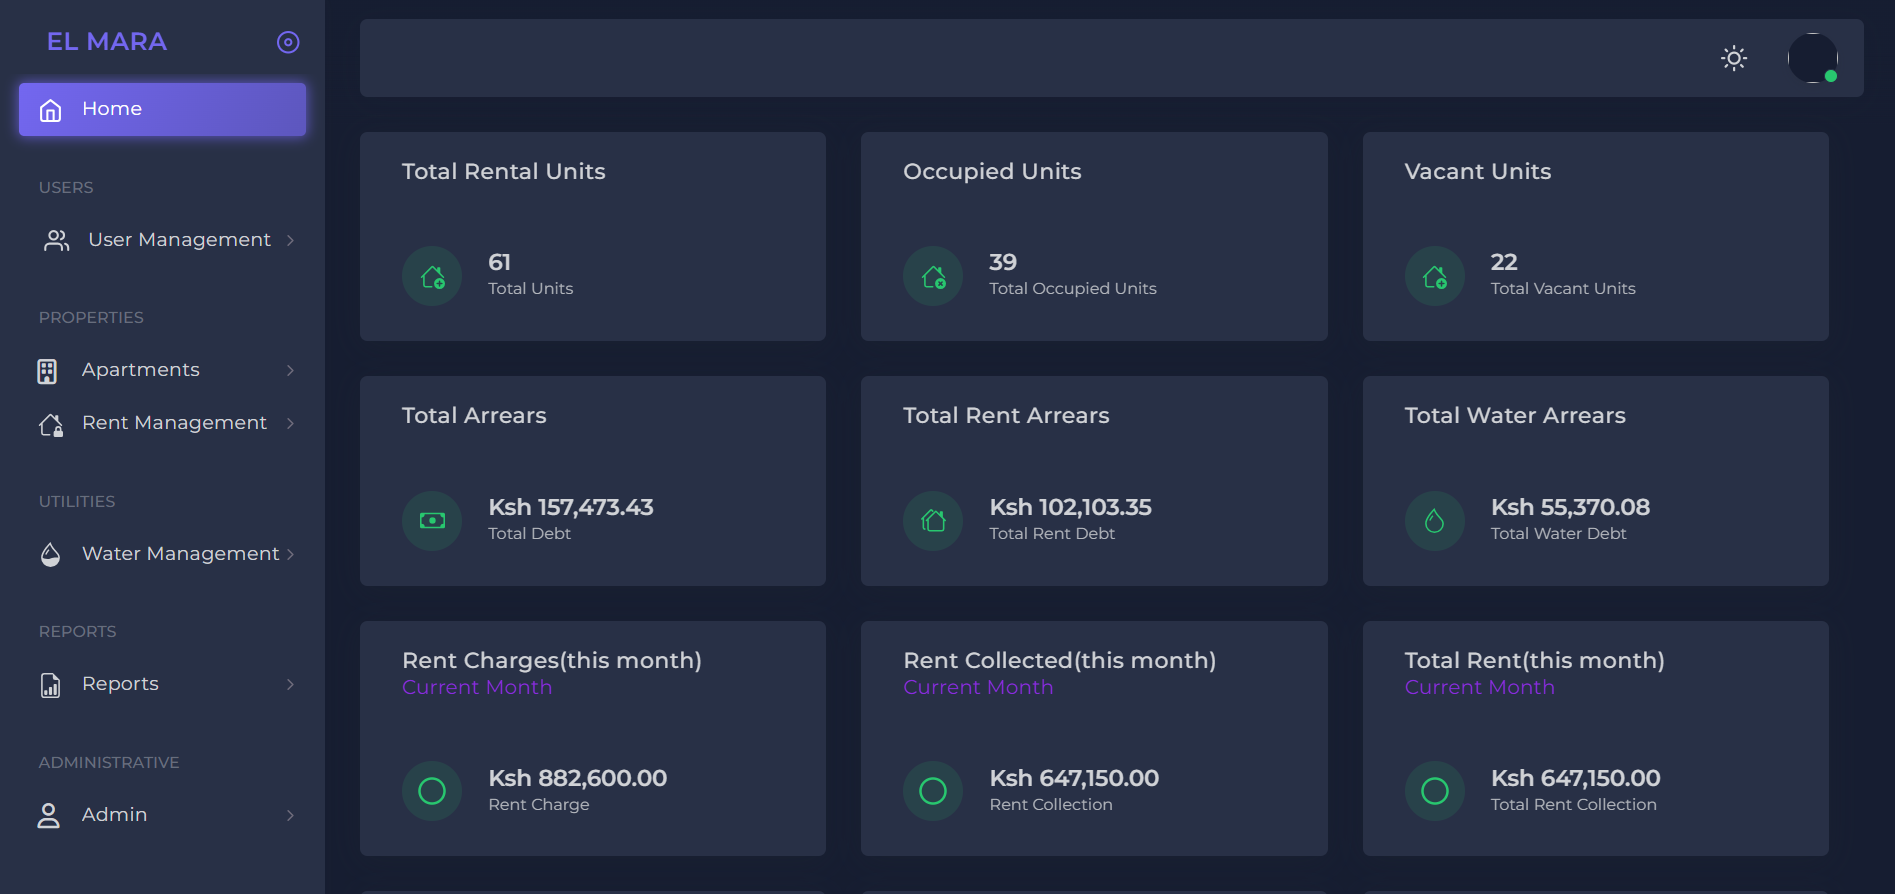 EL MARA
Home
USERS
User Management
PROPERTIES
Apartments
Rent Management
UTILITIES
Water Management
REPORTS
Reports
ADMINISTRATIVE
Admin
Total Rental Units
61
Total Units
Occupied Units
39
Total Occupied Units
Vacant Units
22
Total Vacant Units
Total Arrears
Ksh 157,473.43
Total Debt
Total Rent Arrears
Ksh 102,103.35
Total Rent Debt
Total Water Arrears
Ksh 55,370.08
Total Water Debt
Rent Charges(this month)
Current Month
Ksh 882,600.00
Rent Charge
Rent Collected(this month)
Current Month
Ksh 647,150.00
Rent Collection
Total Rent(this month)
Current Month
Ksh 647,150.00
Total Rent Collection